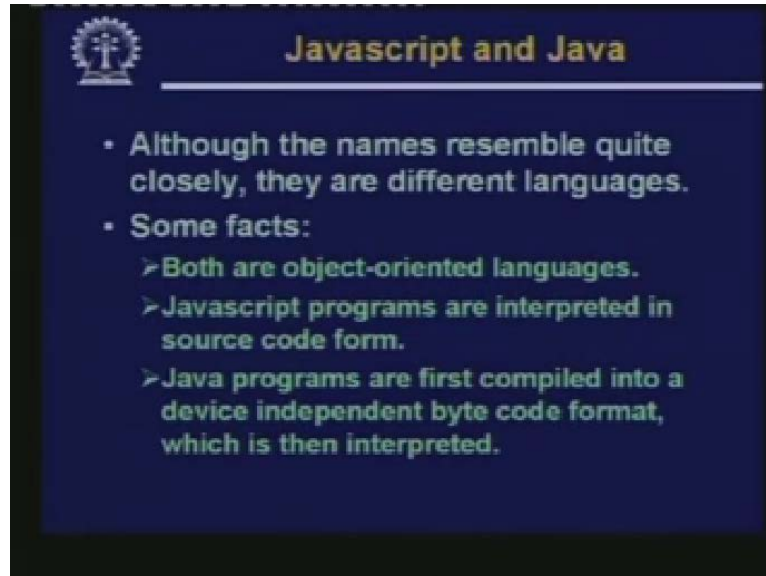 Javascript and Java
• Although the names resemble quite
closely, they are different languages.
• Some facts:
➢Both are object-oriented languages.
➢Javascript programs are interpreted in
source code form.
➢Java programs are first compiled into a
device independent byte code format,
which is then interpreted.